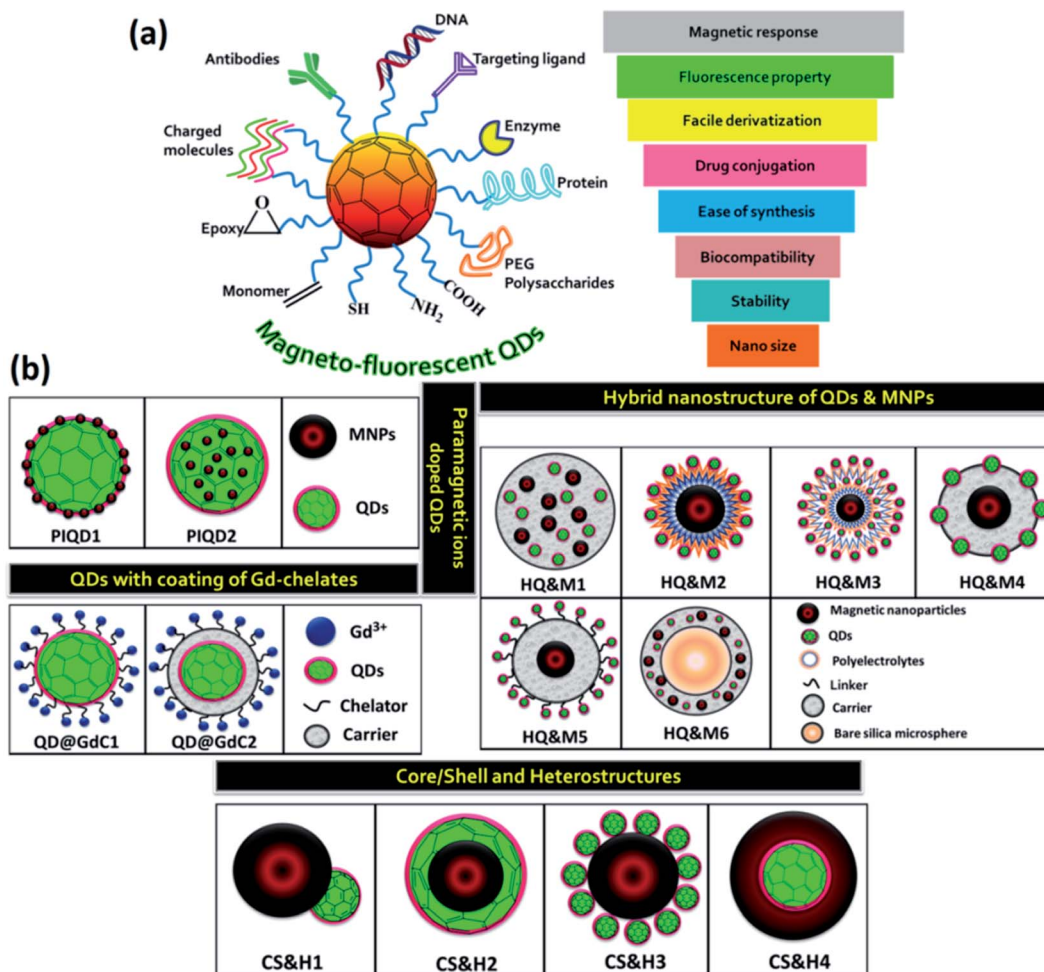 (a)
DNA
Antibodies
Targeting ligand
Charged
molecules
Enzyme
Protein
Epoxy
O
PEG
Polysaccharides
Monomer
SH
NH2
COOH
Magneto-fluorescent QDs
Magnetic response
Fluorescence property
Facile derivatization
Drug conjugation
Ease of synthesis
Biocompatibility
Stability
Nano size
(b)
PIQD1
PIQD2
MNPs
QDs
Paramagnetic ions
doped QDs
QDs with coating of Gd-chelates
QD@GdC1
QD@GdC2
Gd3+
QDs
Chelator
Carrier
Hybrid nanostructure of QDs & MNPs
HQ&M1
HQ&M2
HQ&M3
HQ&M4
HQ&M5
HQ&M6
Magnetic nanoparticles
QDs
Polyelectrolytes
Linker
Carrier
Bare silica microsphere
Core/Shell and Heterostructures
CS&H1
CS&H2
CS&H3
CS&H4